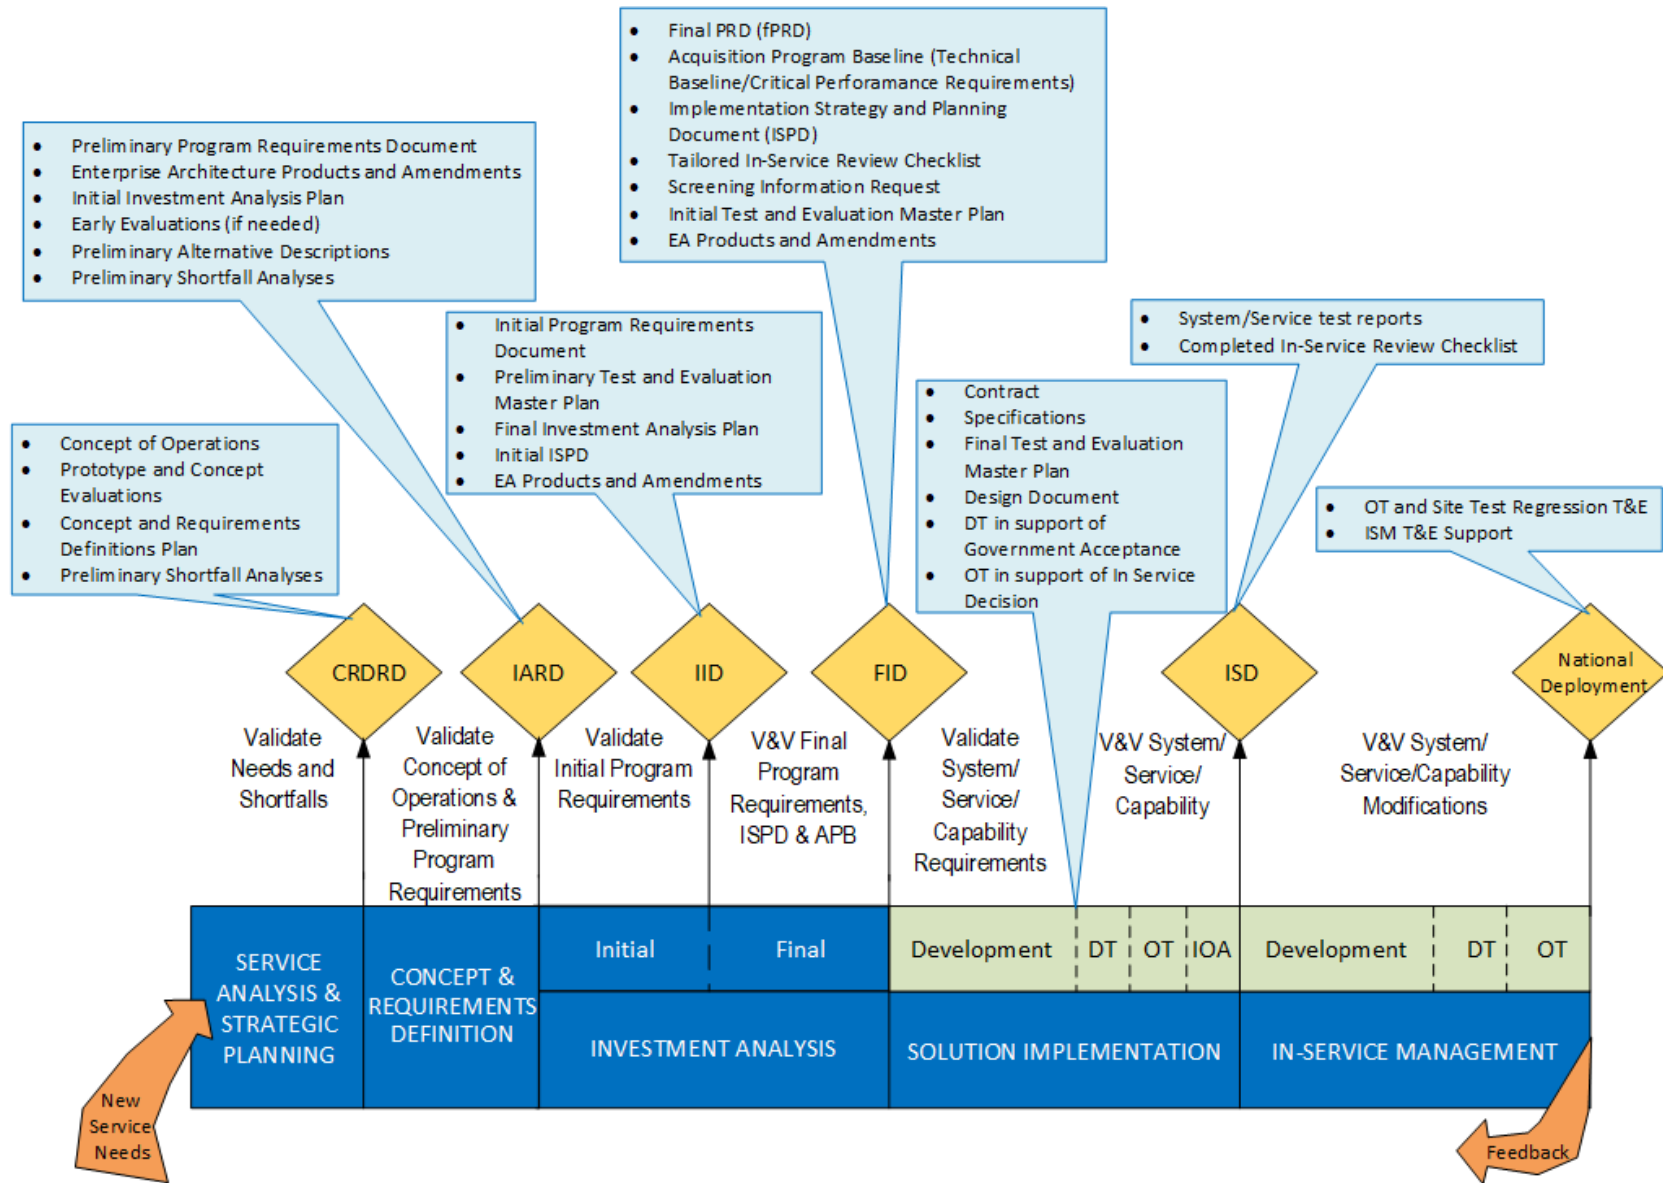 • Final PRD (fPRD)
• Acquisition Program Baseline (Technical
Baseline/Critical Perforamance Requirements)
• Implementation Strategy and Planning
Document (ISPD)
• Tailored In-Service Review Checklist
• Screening Information Request
• Initial Test and Evaluation Master Plan
• EA Products and Amendments
• Preliminary Program Requirements Document
• Enterprise Architecture Products and Amendments
• Initial Investment Analysis Plan
• Early Evaluations (if needed)
• Preliminary Alternative Descriptions
• Preliminary Shortfall Analyses
• Initial Program Requirements
Document
• Preliminary Test and Evaluation
Master Plan
• Final Investment Analysis Plan
• Initial ISPD
• EA Products and Amendments
• System/Service test reports
• Completed In-Service Review Checklist
• Contract
• Specifications
• Final Test and Evaluation
Master Plan
• Design Document
• DT in support of
Government Acceptance
• OT in support of In Service
Decision
• Concept of Operations
• Prototype and Concept
Evaluations
• Concept and Requirements
Definitions Plan
• Preliminary Shortfall Analyses
• OT and Site Test Regression T&E
• ISM T&E Support
CRDRD
IARD
IID
FID
ISD
National
Deployment
Validate
Needs and
Shortfalls
Validate
Concept of
Operations &
Preliminary
Program
Requirements
Validate
Initial Program
Requirements
V&V Final
Program
Requirements,
ISPD & APB
Validate
System/
Service/
Capability
Requirements
V&V System/
Service/
Capability
V&V System/
Service/Capability
Modifications
SERVICE
ANALYSIS &
STRATEGIC
PLANNING
CONCEPT &
REQUIREMENTS
DEFINITION
Initial
Final
INVESTMENT ANALYSIS
Development
DT
OT
IOA
SOLUTION IMPLEMENTATION
Development
DT
OT
IN-SERVICE MANAGEMENT
New
Service
Needs
Feedback